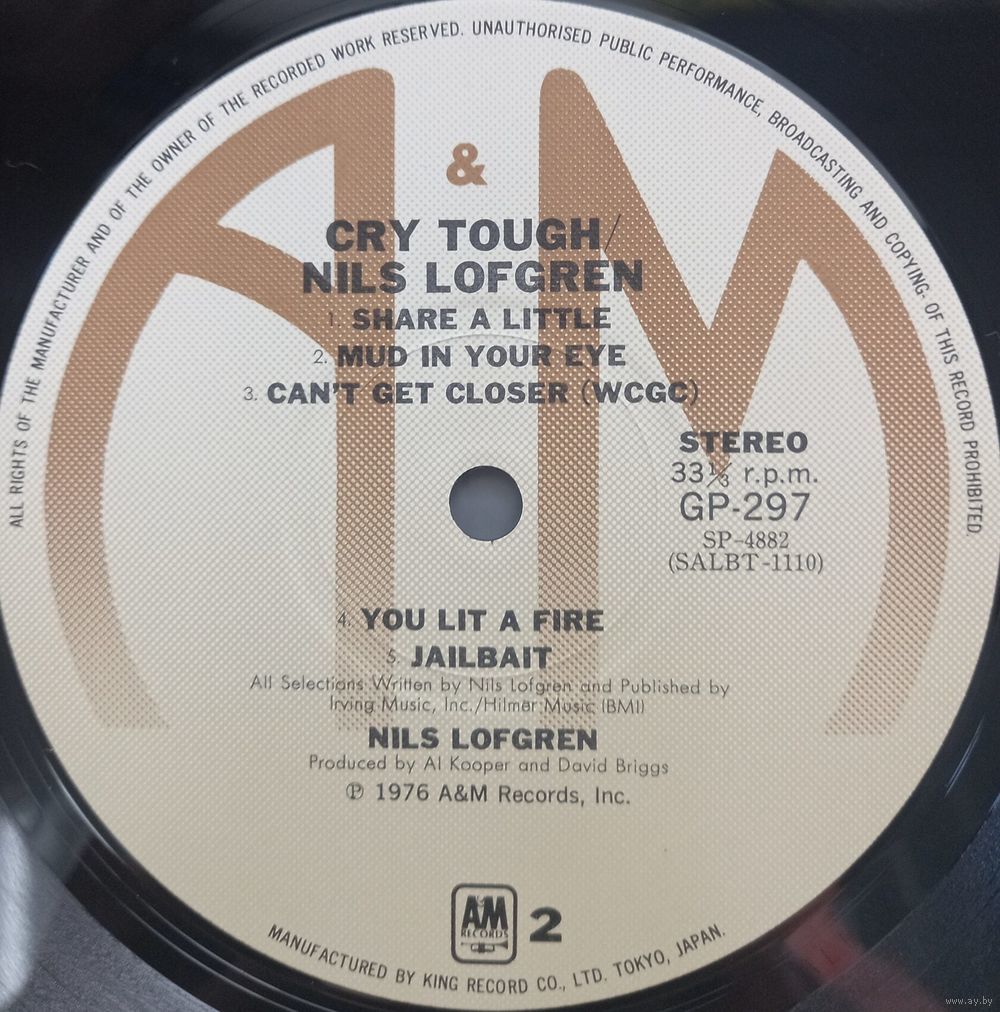 ALL RIGHTS OF THE MANUFACTURER AND OF THE OWNER OF THE RECORDED WORK RESERVED. UNAUTHORISED PUBLIC PERFORMANCE, BROADCASTING AND COPYING· OF THIS RECORD PROHIBITED.
A & M
CRY TOUGH/
NILS LOFGREN
1. SHARE A LITTLE
2. MUD IN YOUR EYE
3. CAN'T GET CLOSER (WCGC)
STEREO
33⅓ r.p.m.
GP-297
SP-4882
(SALBT-1110)
4. YOU LIT A FIRE
5. JAILBAIT
All Selections Written by Nils Lofgren and Published by
Irving Music, Inc./Hilmer Music (BMI)
NILS LOFGREN
Produced by Al Kooper and David Briggs
℗ 1976 A&M Records, Inc.
A&M
RECORDS
2
MANUFACTURED BY KING RECORD CO., LTD. TOKYO, JAPAN.
www.ay.by